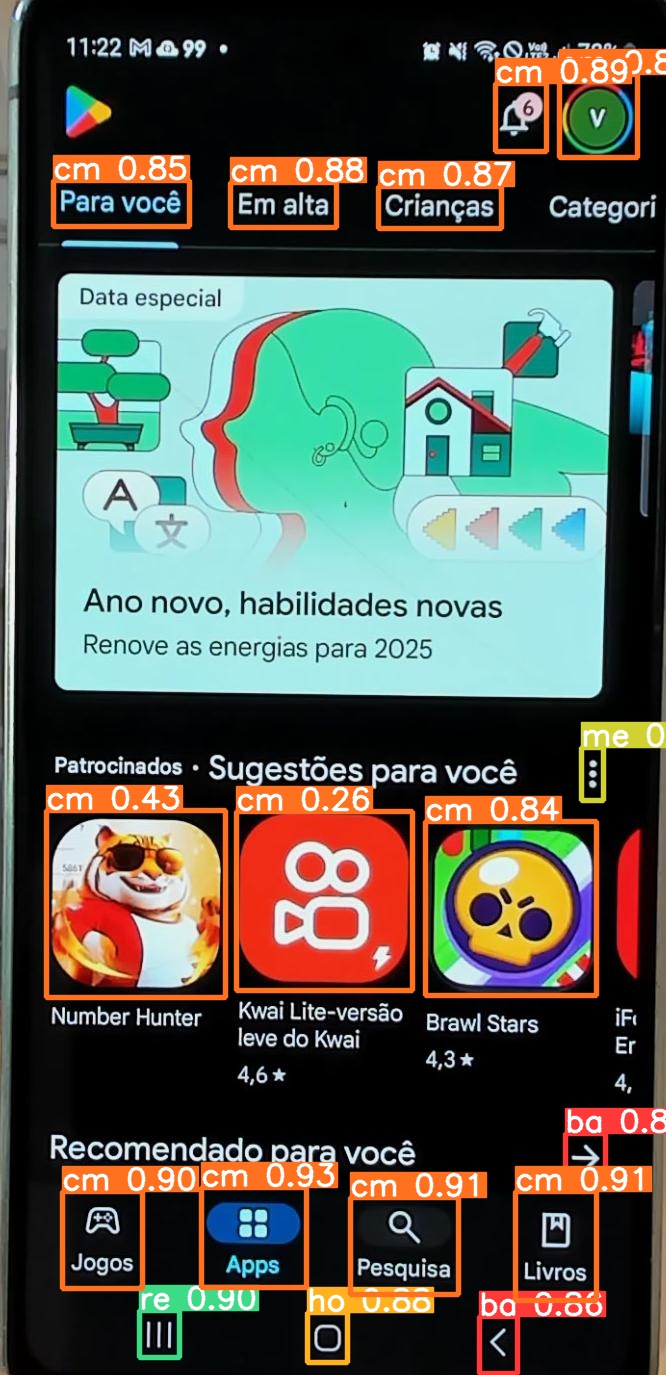 11:22 M 99 •
cm 0.89 0.8
6
V
cm 0.85 cm 0.88 cm 0.87
Para você Em alta Crianças Categori
Data especial
A 文
Ano novo, habilidades novas
Renove as energias para 2025
me 0
Patrocinados • Sugestões para você
cm 0.43 cm 0.26 cm 0.84
Number Hunter
Kwai Lite-versão
leve do Kwai
4,6★
Brawl Stars
4,3★
Er
4,
ba 0.8
Recomendado para você
cm 0.90 cm 0.93 cm 0.91 cm 0.91
Jogos Apps Pesquisa Livros
re 0.90 ho 0.88 ba 0.86